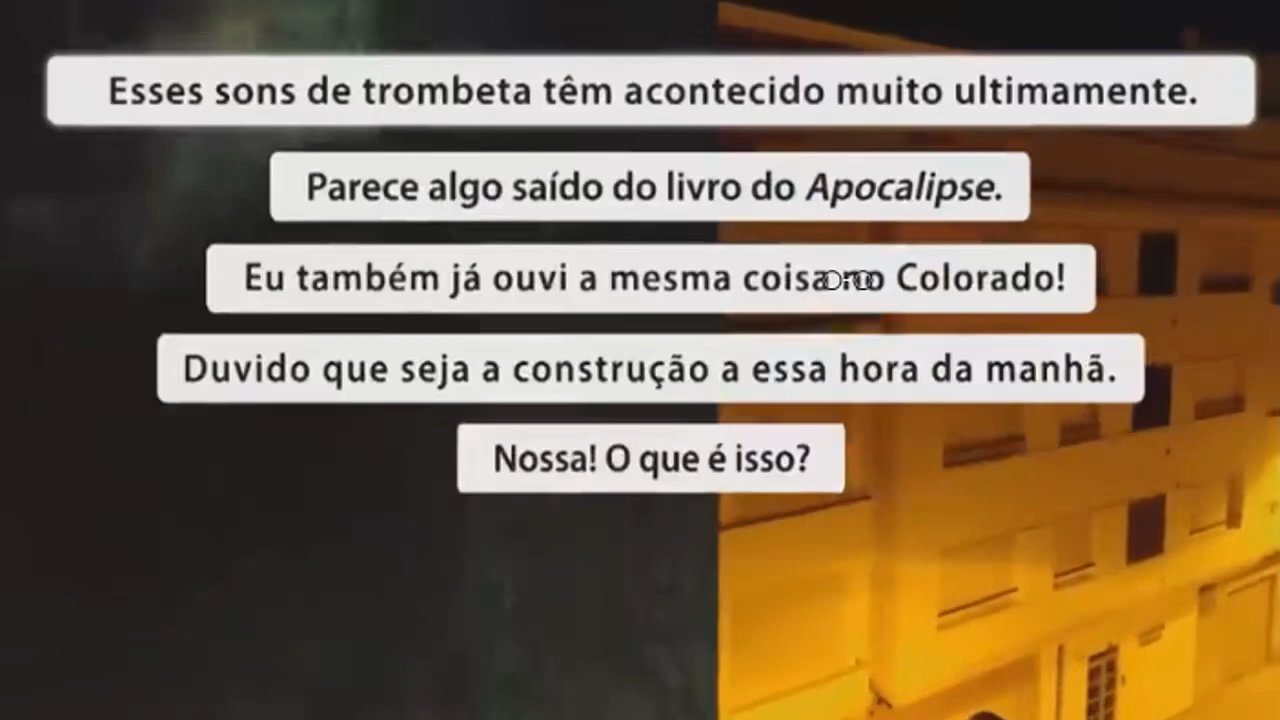 Esses sons de trombeta têm acontecido muito ultimamente.
Parece algo saído do livro do Apocalipse.
Eu também já ouvi a mesma coisa no Colorado!
Duvido que seja a construção a essa hora da manhã.
Nossa! O que é isso?